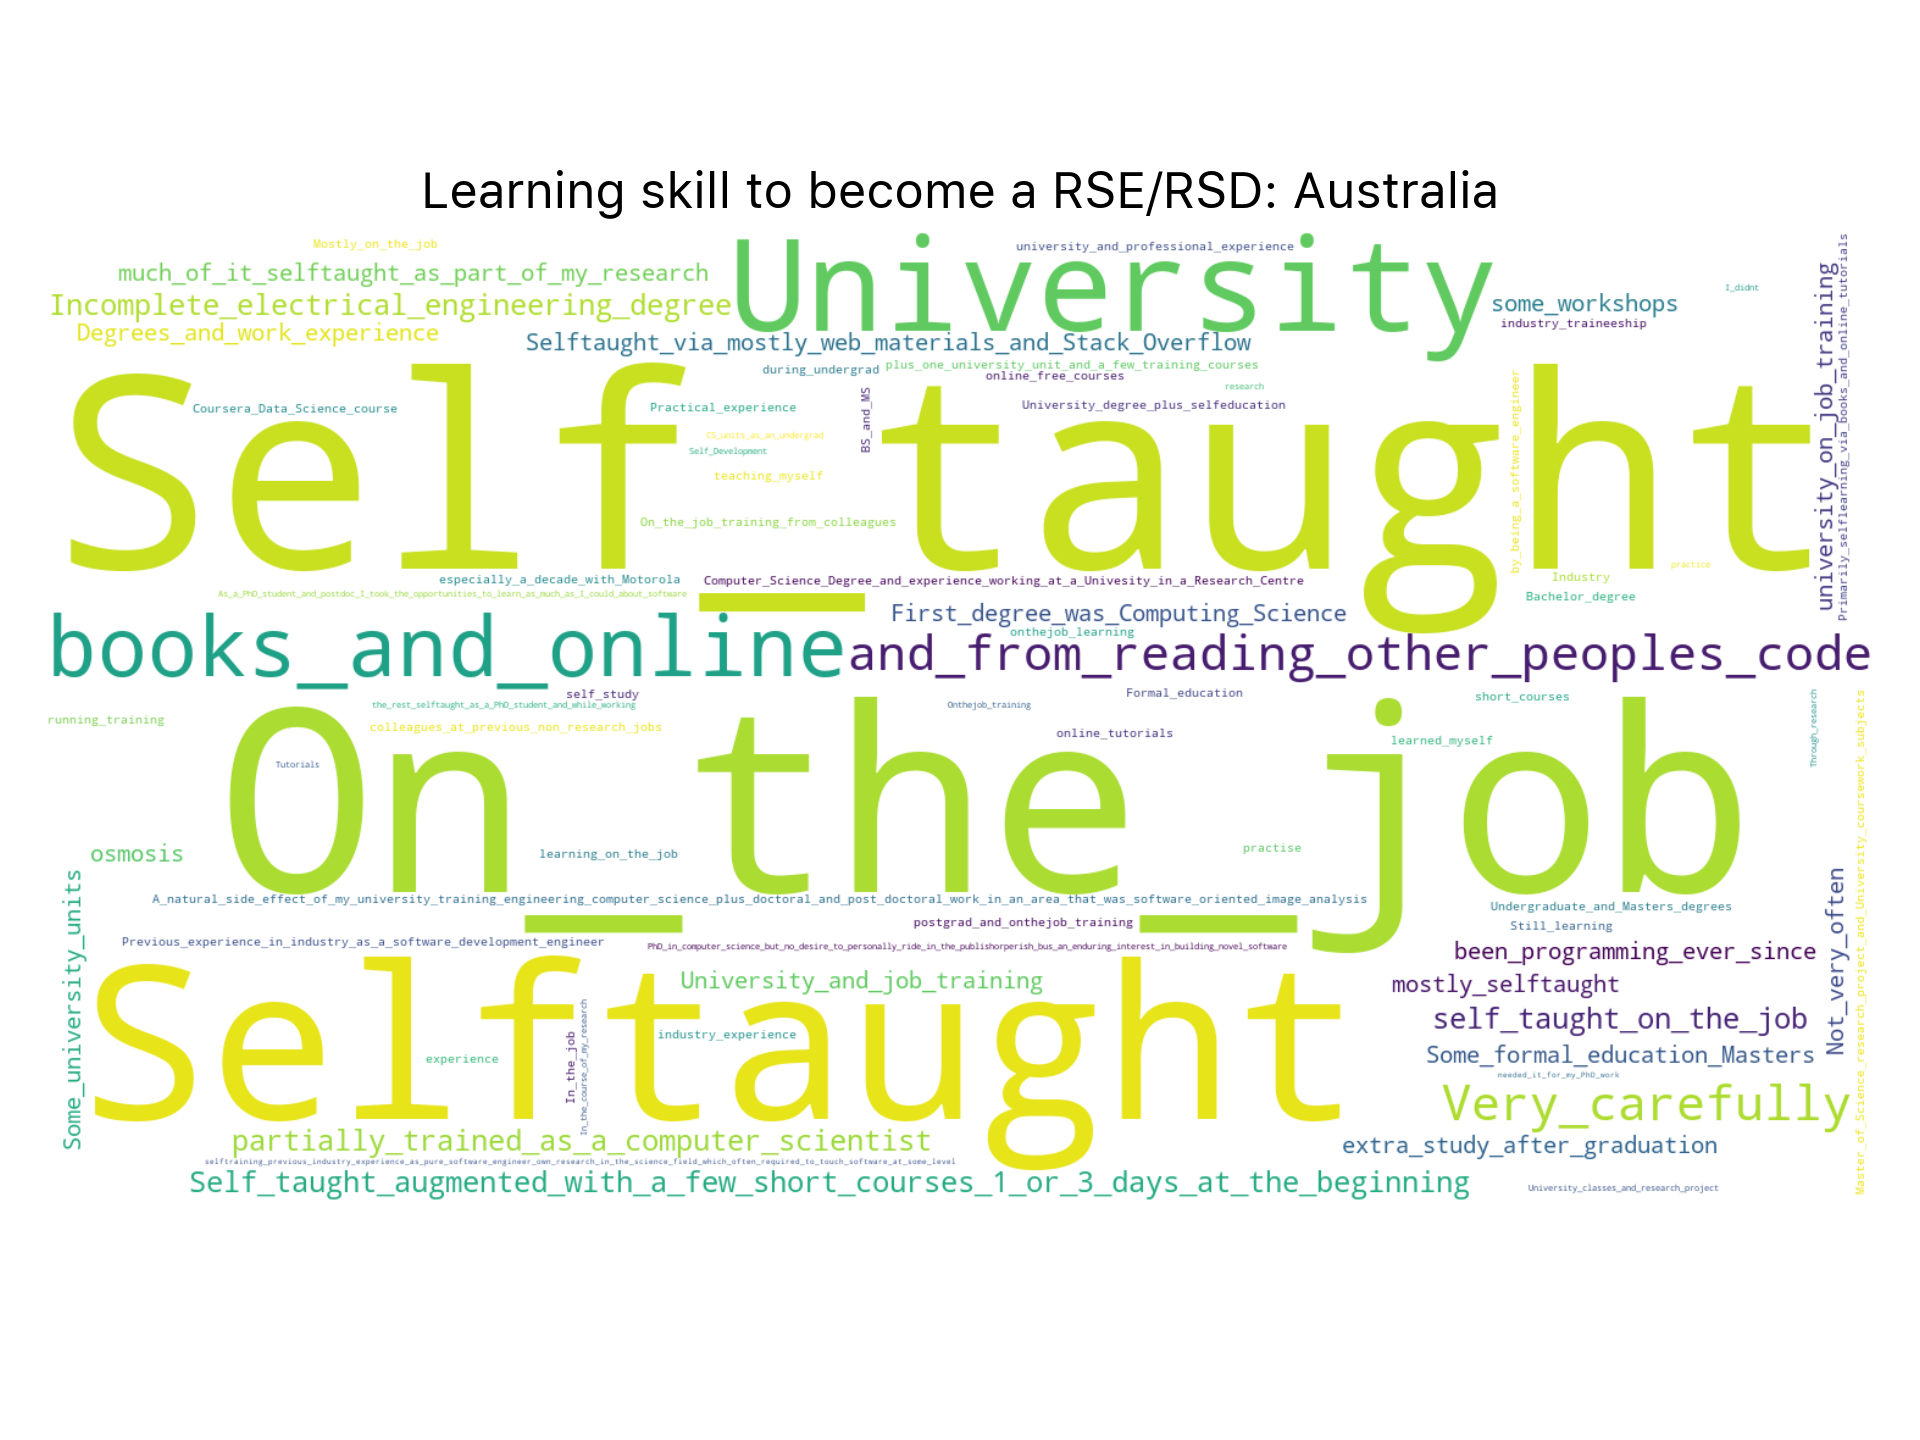 Learning skill to become a RSE/RSD: Australia
Mostly_on_the_job
University
university_and_professional_experience
much_of_it_selftaught_as_part_of_my_research
I_didnt
Incomplete_electrical_engineering_degree
some_workshops
industry_traineeship
Degrees_and_work_experience
Selftaught_via_mostly_web_materials_and_Stack_Overflow
university_on_job_training
Primarily_selflearning_via_books_and_online_tutorials
during_undergrad
plus_one_university_unit_and_a_few_training_courses
online_free_courses
research
Self_taught
Coursera_Data_Science_course
Practical_experience
BS_and_MS
University_degree_plus_selfeducation
CS_units_as_an_undergrad
Self_Development
teaching_myself
by_being_a_software_engineer
On_the_job_training_from_colleagues
practice
Industry
especially_a_decade_with_Motorola
Computer_Science_Degree_and_experience_working_at_a_Univesity_in_a_Research_Centre
As_a_PhD_student_and_postdoc_I_took_the_opportunities_to_learn_as_much_as_I_could_about_software
Bachelor_degree
First_degree_was_Computing_Science
onthejob_learning
books_and_online
and_from_reading_other_peoples_code
self_study
Formal_education
short_courses
the_rest_selftaught_as_a_PhD_student_and_while_working
Onthejob_training
running_training
colleagues_at_previous_non_research_jobs
online_tutorials
learned_myself
Through_research
Master_of_Science_research_project_and_University_coursework_subjects
Tutorials
On_the_job
osmosis
learning_on_the_job
practise
Some_university_units
A_natural_side_effect_of_my_university_training_engineering_computer_science_plus_doctoral_and_post_doctoral_work_in_an_area_that_was_software_oriented_image_analysis
Undergraduate_and_Masters_degrees
postgrad_and_onthejob_training
Still_learning
Not_very_often
Previous_experience_in_industry_as_a_software_development_engineer
PhD_in_computer_science_but_no_desire_to_personally_ride_in_the_publishorperish_bus_an_enduring_interest_in_building_novel_software
been_programming_ever_since
University_and_job_training
mostly_selftaught
Selftaught
self_taught_on_the_job
industry_experience
experience
In_the_job
In_the_course_of_my_research
Some_formal_education_Masters
needed_it_for_my_PhD_work
Very_carefully
partially_trained_as_a_computer_scientist
extra_study_after_graduation
selftraining_previous_industry_experience_as_pure_software_engineer_own_research_in_the_science_field_which_often_required_to_touch_software_at_some_level
Self_taught_augmented_with_a_few_short_courses_1_or_3_days_at_the_beginning
University_classes_and_research_project